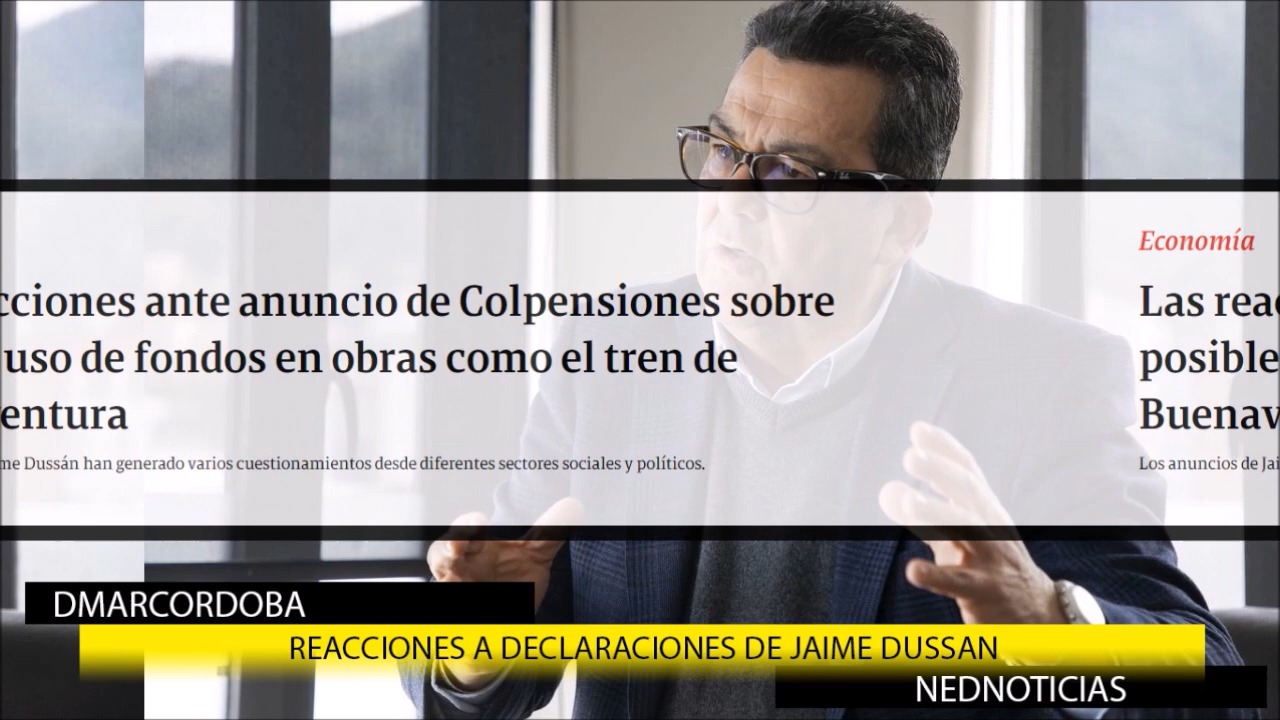 Economía
cciones ante anuncio de Colpensiones sobre
uso de fondos en obras como el tren de
entura
me Dussán han generado varios cuestionamientos desde diferentes sectores sociales y políticos.
Las reac
posible
Buenav
Los anuncios de Jai
DMARCORDOBA
REACCIONES A DECLARACIONES DE JAIME DUSSAN
NEDNOTICIAS